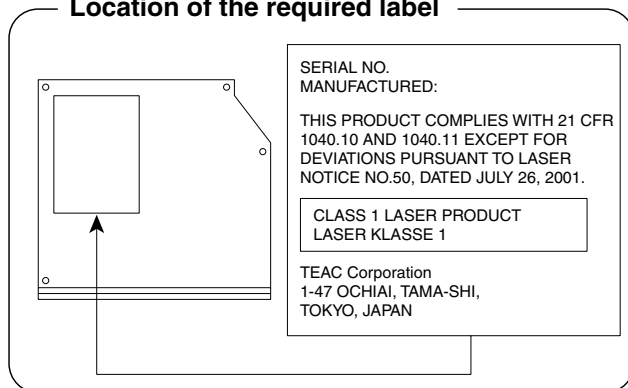 Location of the required label
SERIAL NO.
MANUFACTURED:
THIS PRODUCT COMPLIES WITH 21 CFR
1040.10 AND 1040.11 EXCEPT FOR
DEVIATIONS PURSUANT TO LASER
NOTICE NO.50, DATED JULY 26, 2001.
CLASS 1 LASER PRODUCT
LASER KLASSE 1
TEAC Corporation
1-47 OCHIAI, TAMA-SHI,
TOKYO, JAPAN